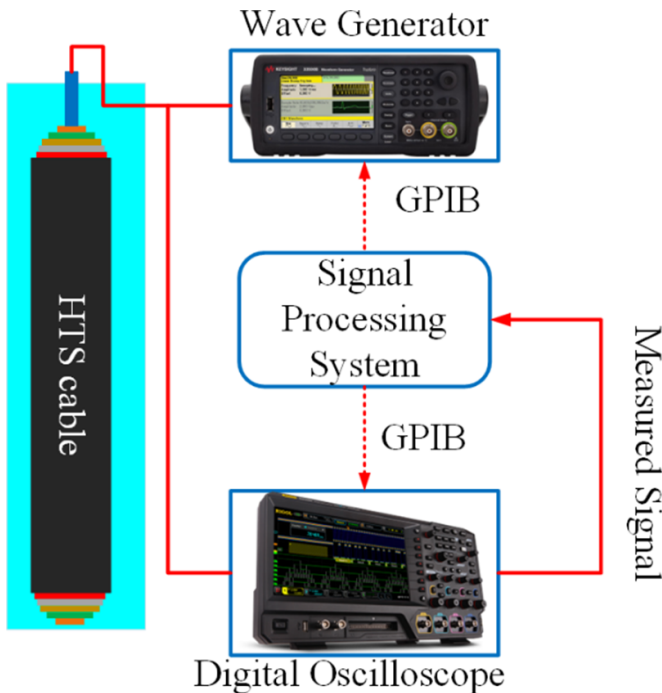 Wave Generator
GPIB
Signal
Processing
System
GPIB
HTS cable
Measured Signal
Digital Oscilloscope